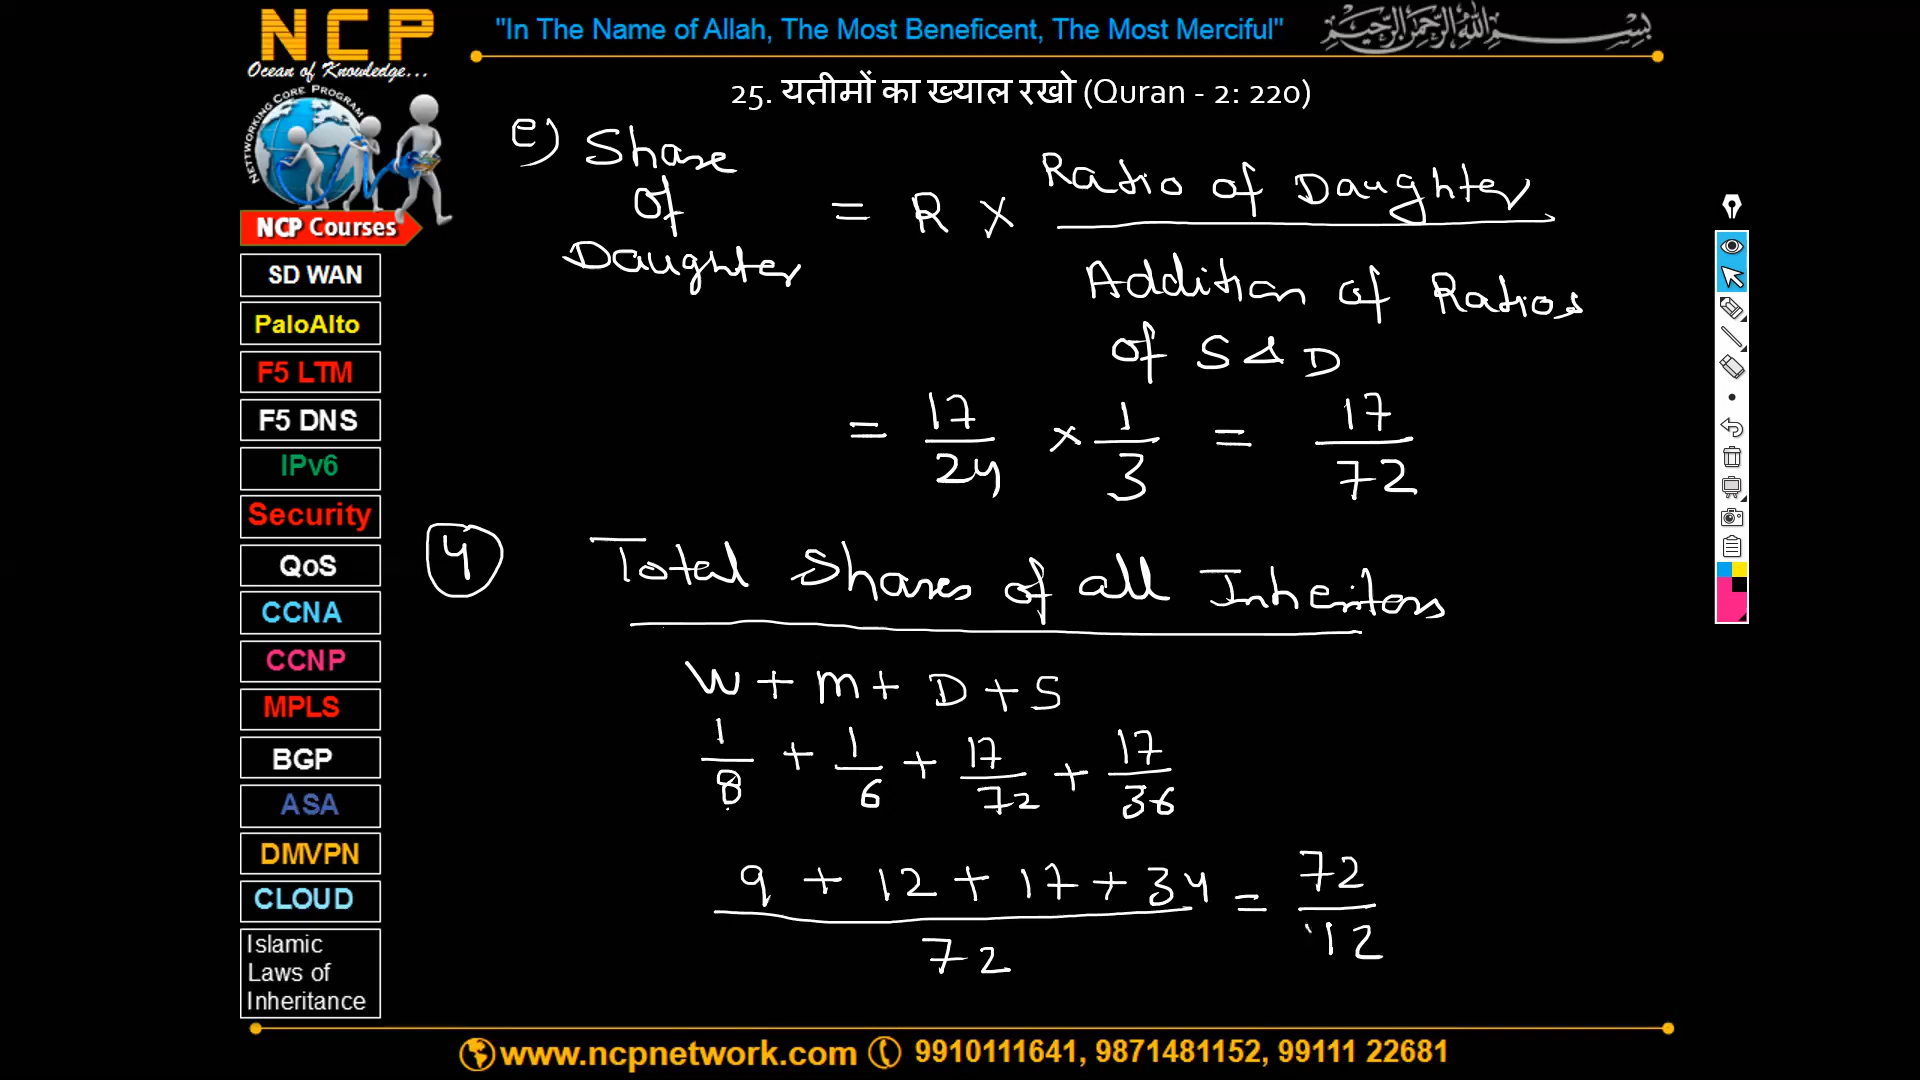 NCP
Ocean of Knowledge...
NETWORKING CORE PROGRAM
NCP Courses
SD WAN
PaloAlto
F5 LTM
F5 DNS
IPv6
Security
QoS
CCNA
CCNP
MPLS
BGP
ASA
DMVPN
CLOUD
Islamic
Laws of
Inheritance
"In The Name of Allah, The Most Beneficent, The Most Merciful"
بسم الله الرحمن الرحيم
25. यतीमों का ख्याल रखो (Quran - 2: 220)
e) Share of Daughter = R × Ratio of Daughter / Addition of Ratios of S & D
= 17/24 × 1/3 = 17/72
4 Total Shares of all Inheritors
W + M + D + S
1/8 + 1/6 + 17/72 + 17/36
9 + 12 + 17 + 34 / 72 = 72/12
www.ncpnetwork.com 9910111641, 9871481152, 99111 22681